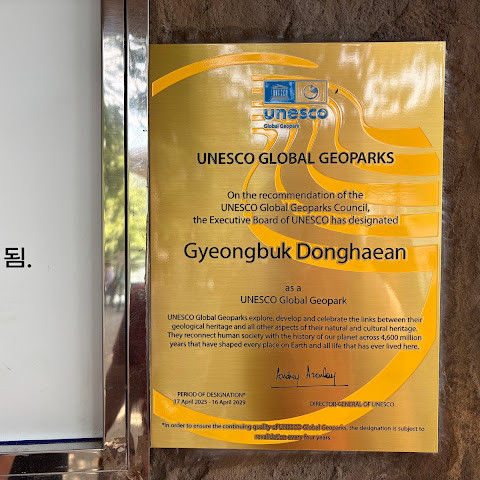 됨.
unesco
Global Geopark
UNESCO GLOBAL GEOPARKS
On the recommendation of the
UNESCO Global Geoparks Council,
the Executive Board of UNESCO has designated
Gyeongbuk Donghaean
as a
UNESCO Global Geopark
UNESCO Global Geoparks explore, develop and celebrate the links between their
geological heritage and all other aspects of their natural and cultural heritage.
They reconnect human society with the history of our planet across 4,600 million
years that have shaped every place on Earth and all life that has ever lived here.
PERIOD OF DESIGNATION*
17 April 2025 - 16 April 2029
DIRECTOR-GENERAL OF UNESCO
*In order to ensure the continuing quality of UNESCO Global Geoparks, the designation is subject to
revalidation every four years